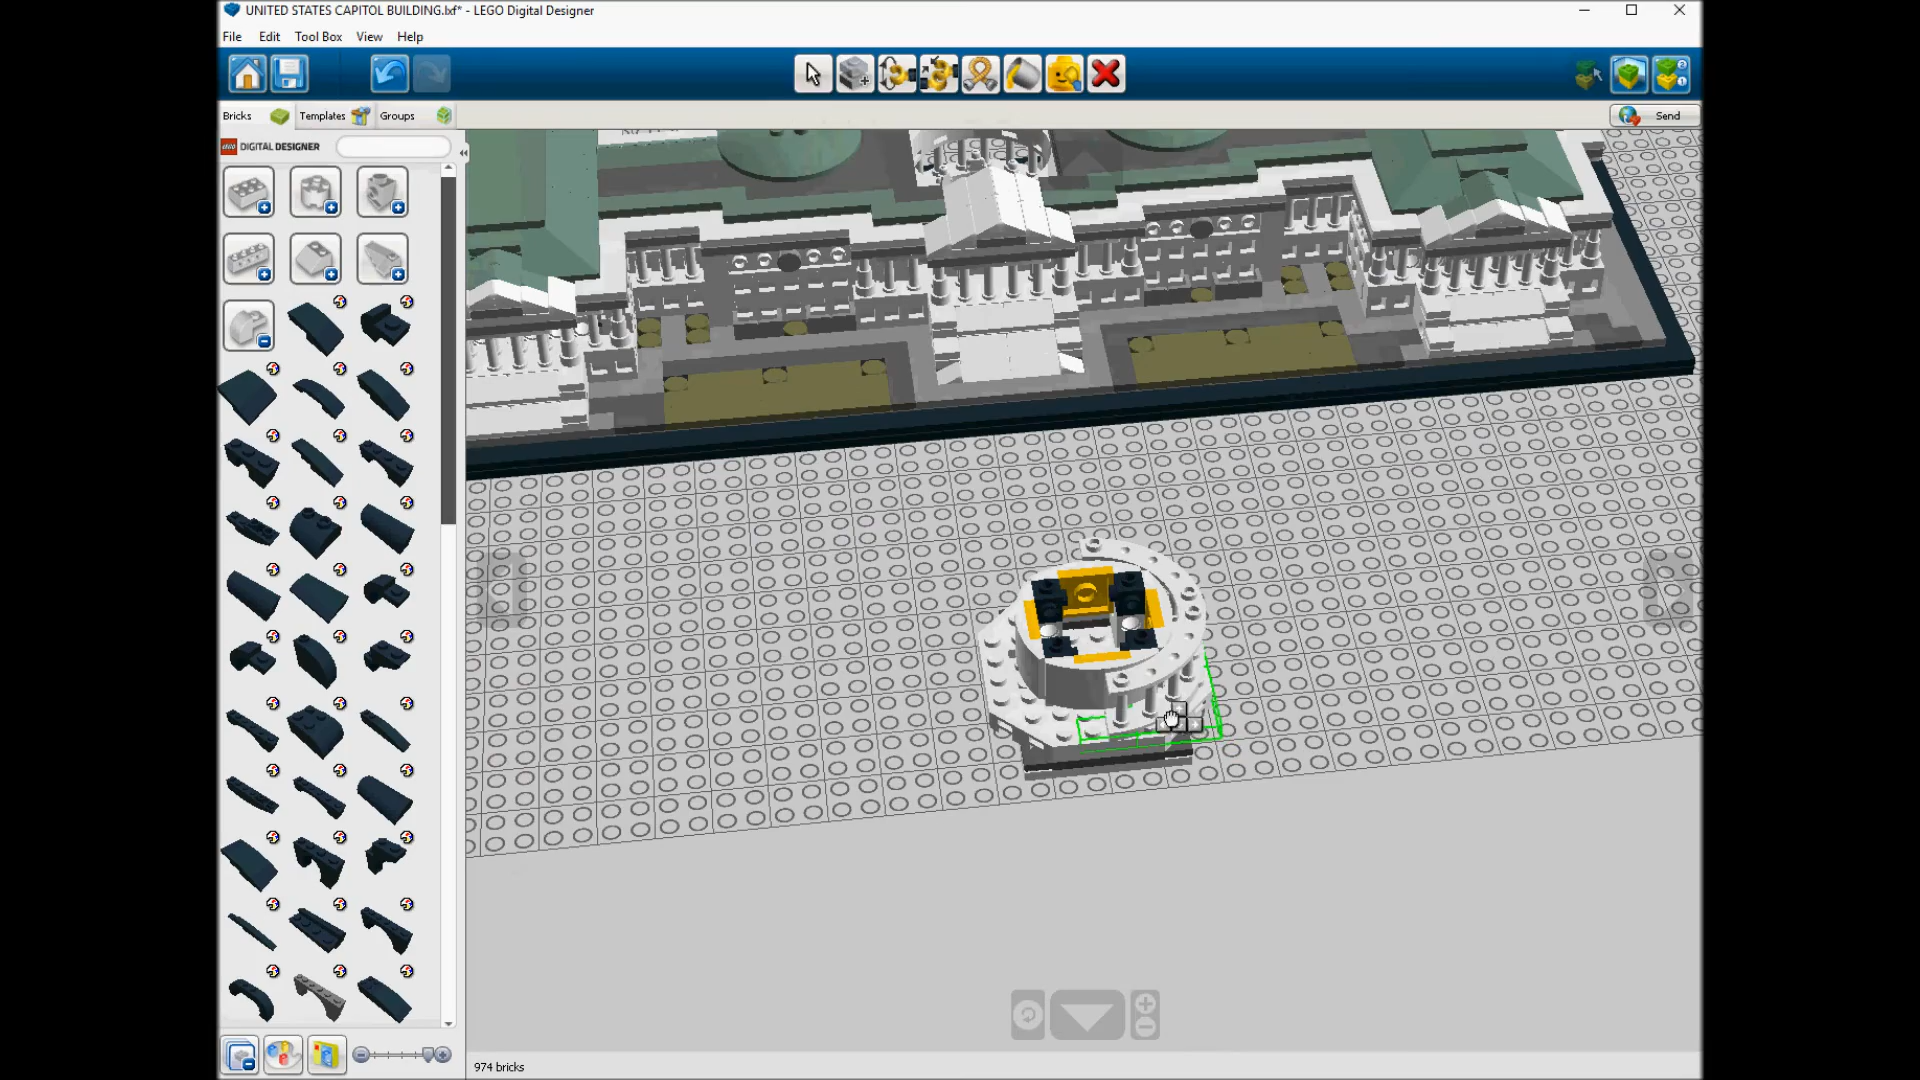 UNITED STATES CAPITOL BUILDING.lxf* - LEGO Digital Designer
File Edit Tool Box View Help
Bricks Templates Groups
Send
LEGO DIGITAL DESIGNER
974 bricks